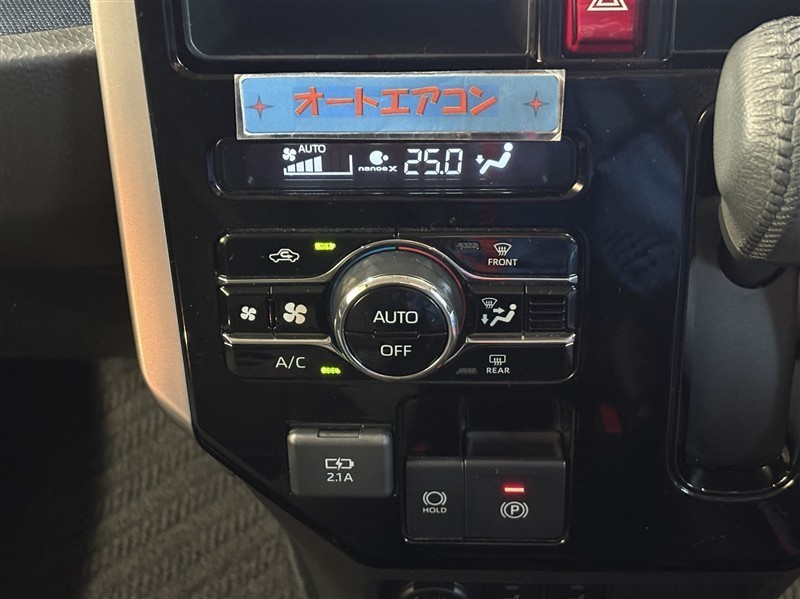 オートエアコン
AUTO
nanoe X
25.0
FRONT
AUTO
OFF
A/C
REAR
2.1A
HOLD
P